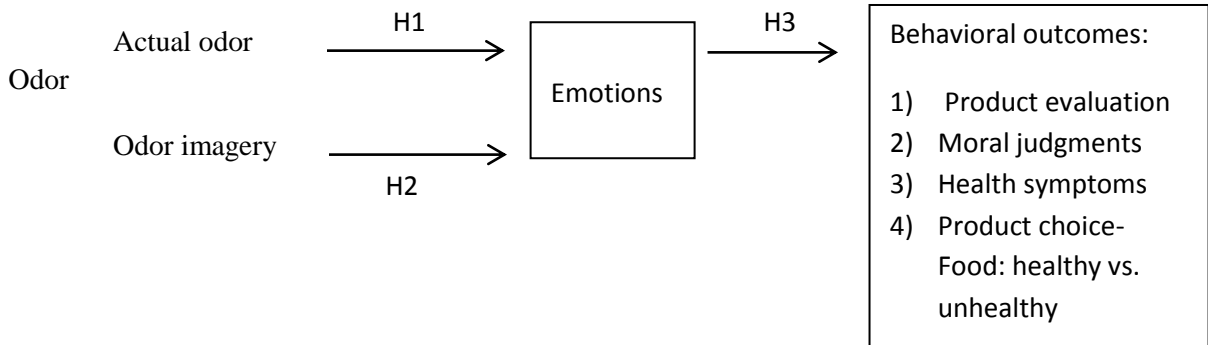 Odor
Actual odor
H1
Odor imagery
H2
Emotions
H3
Behavioral outcomes:
1) Product evaluation
2) Moral judgments
3) Health symptoms
4) Product choice-
Food: healthy vs.
unhealthy